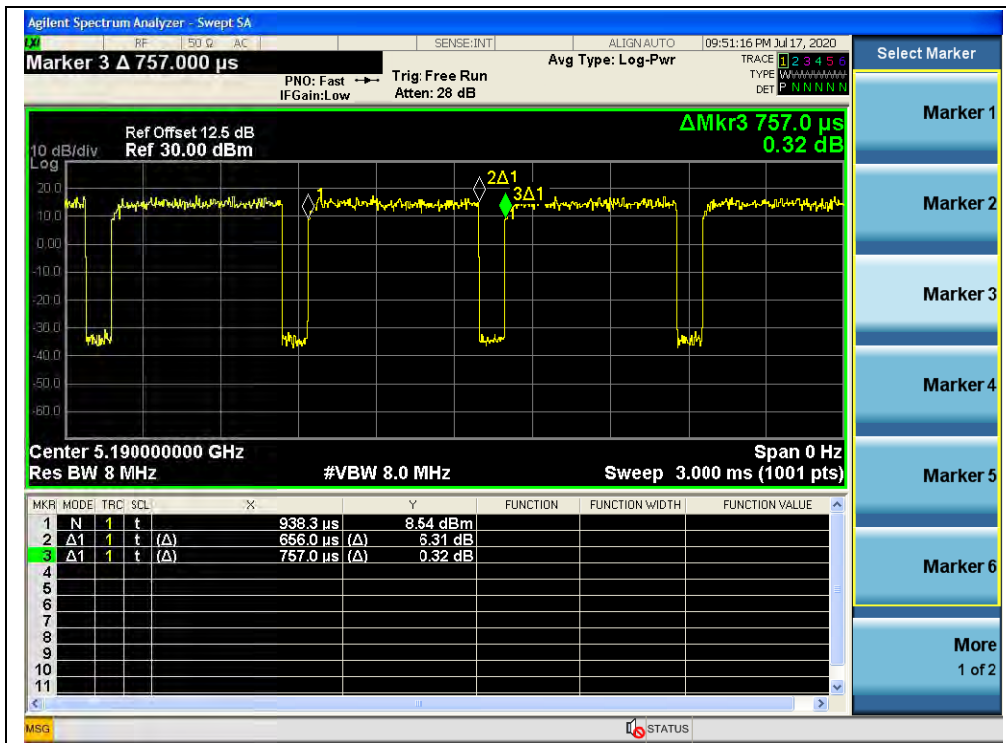 Agilent Spectrum Analyzer - Swept SA
LXI RF 50 Ω AC SENSE:INT ALIGN AUTO 09:51:16 PM Jul 17, 2020
Marker 3 Δ 757.000 µs
PNO: Fast
IFGain:Low
Trig: Free Run
Atten: 28 dB
Avg Type: Log-Pwr
TRACE 1 2 3 4 5 6
TYPE W
DET P N N N N N
Select Marker
Marker 1
Marker 2
Marker 3
Marker 4
Marker 5
Marker 6
More
1 of 2
ΔMkr3 757.0 µs
0.32 dB
Ref Offset 12.5 dB
10 dB/div Ref 30.00 dBm
Log
20.0
10.0
0.00
-10.0
-20.0
-30.0
-40.0
-50.0
-60.0
1
2Δ1
3Δ1
Center 5.190000000 GHz Span 0 Hz
Res BW 8 MHz #VBW 8.0 MHz Sweep 3.000 ms (1001 pts)
MKR MODE TRC SCL X Y FUNCTION FUNCTION WIDTH FUNCTION VALUE
1 N 1 t 938.3 µs 8.54 dBm
2 Δ1 1 t (Δ) 656.0 µs (Δ) 6.31 dB
3 Δ1 1 t (Δ) 757.0 µs (Δ) 0.32 dB
4
5
6
7
8
9
10
11
MSG STATUS